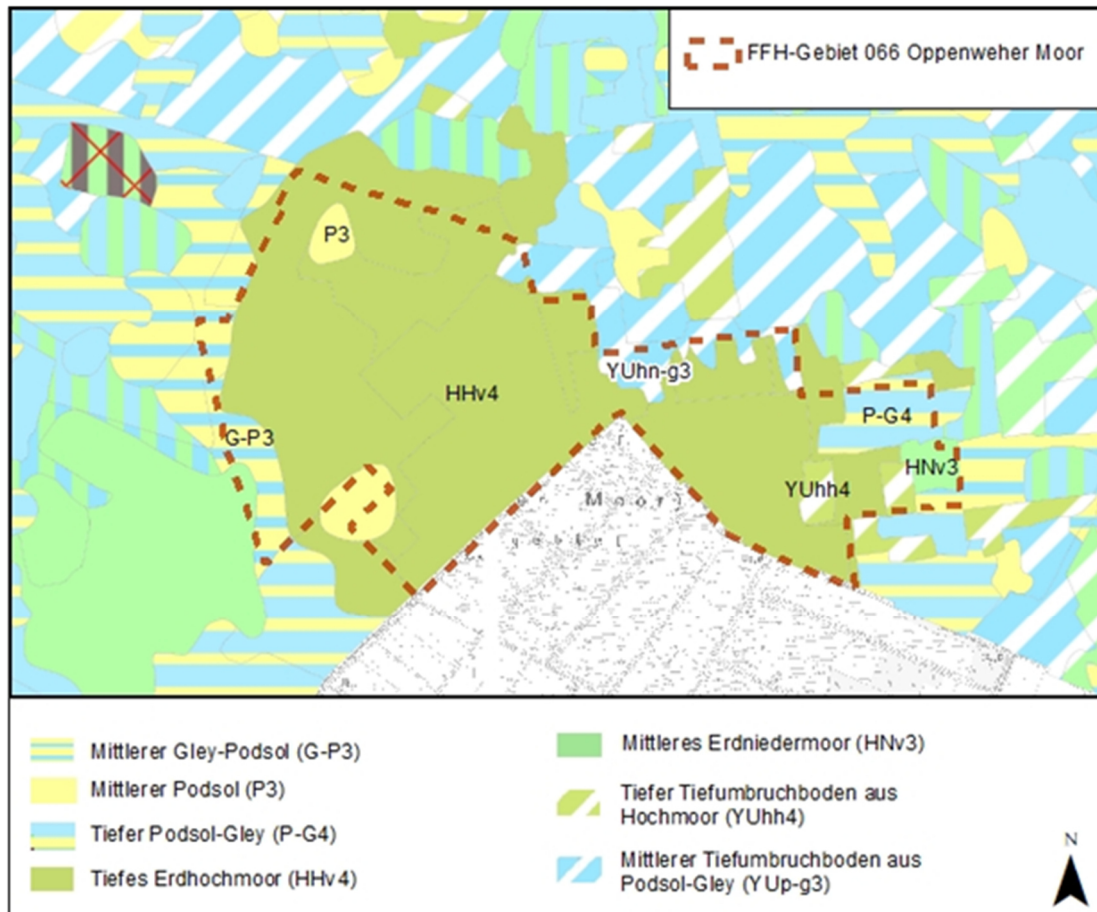 FFH-Gebiet 066 Oppenweher Moor
P3
YUhn-g3
HHv4
P-G4
G-P3
HNv3
YUhh4
M o o r )
Mittlerer Gley-Podsol (G-P3)
Mittlerer Podsol (P3)
Tiefer Podsol-Gley (P-G4)
Tiefes Erdhochmoor (HHv4)
Mittleres Erdniedermoor (HNv3)
Tiefer Tiefumbruchboden aus
Hochmoor (YUhh4)
Mittlerer Tiefumbruchboden aus
Podsol-Gley (YUp-g3)
N